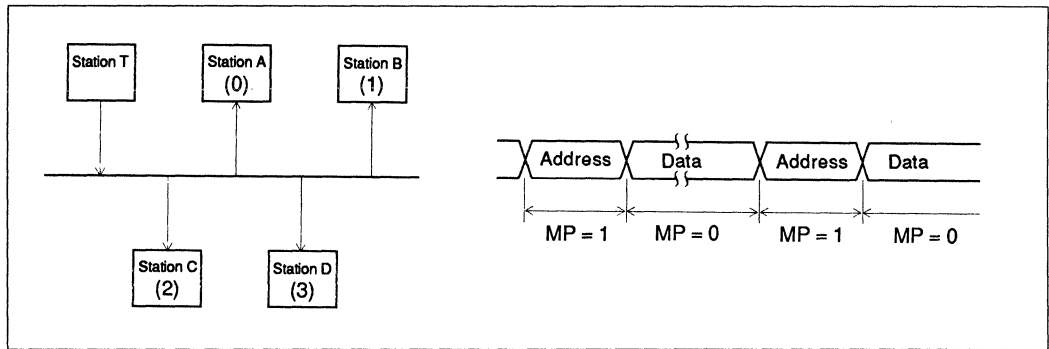 Station T
Station A
(0)
Station B
(1)
Address
Data
Address
Data
MP = 1
MP = 0
MP = 1
MP = 0
Station C
(2)
Station D
(3)